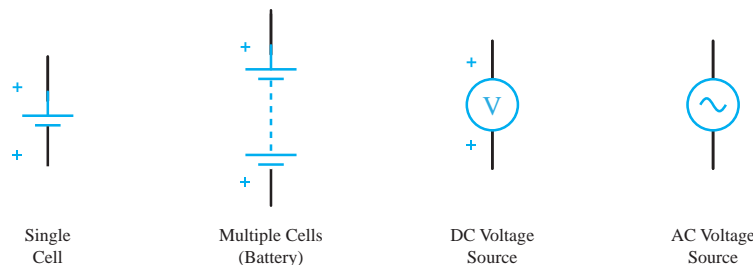 +
+
+
+
+
+
V
Single
Cell
Multiple Cells
(Battery)
DC Voltage
Source
AC Voltage
Source